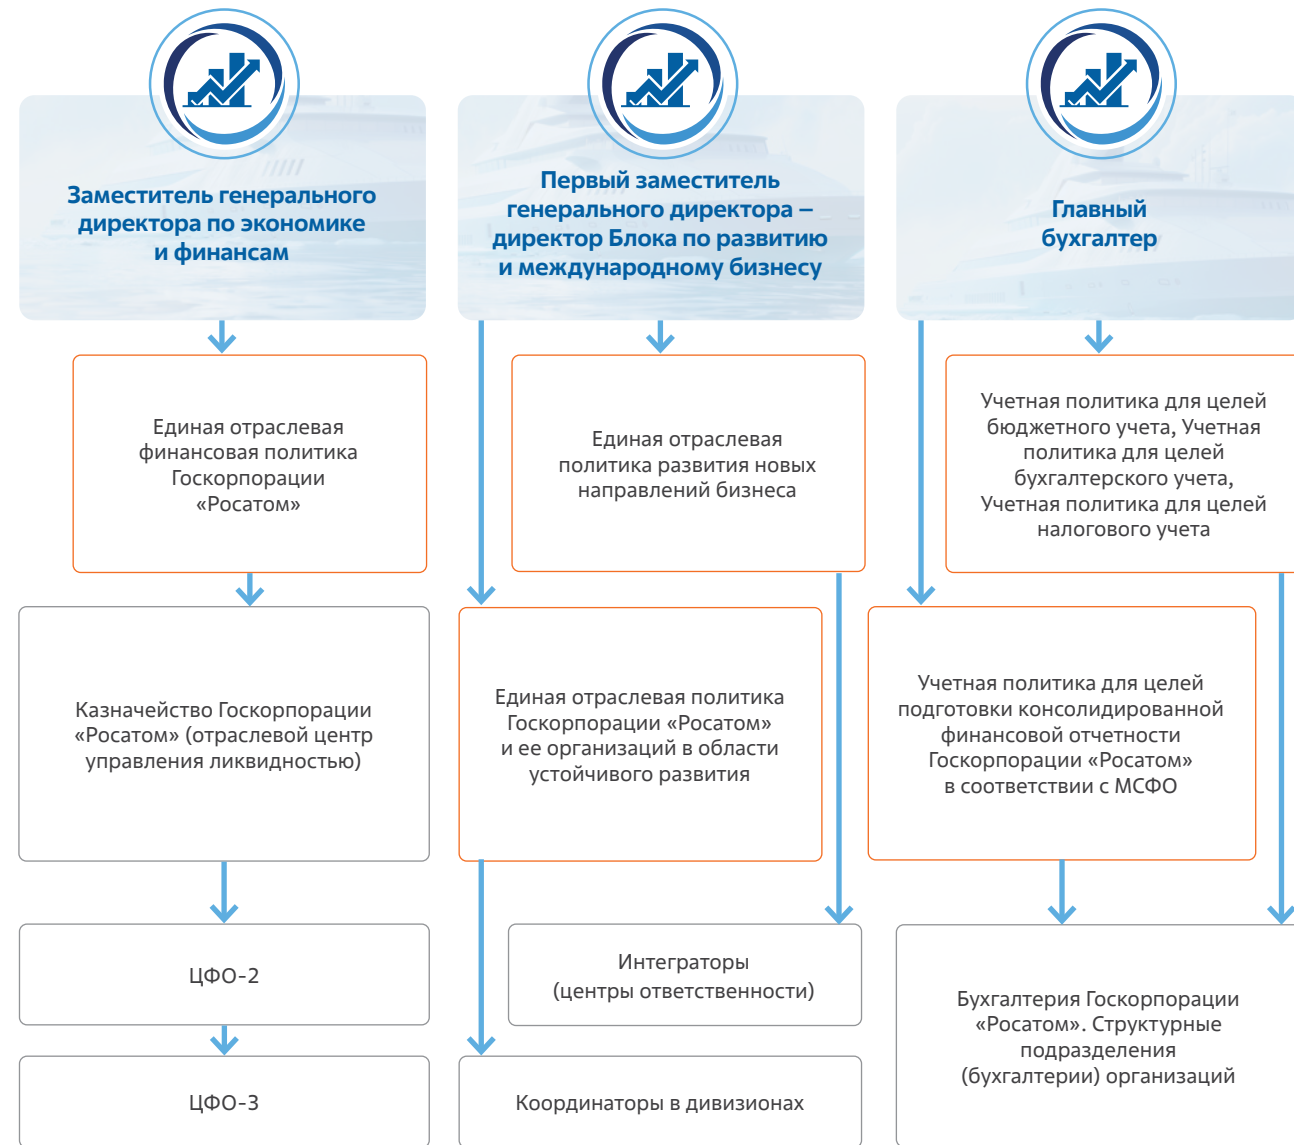 Заместитель генерального
директора по экономике
и финансам
Единая отраслевая
финансовая политика
Госкорпорации
«Росатом»
Казначейство Госкорпорации
«Росатом» (отраслевой центр
управления ликвидностью)
ЦФО-2
ЦФО-3
Первый заместитель
генерального директора –
директор Блока по развитию
и международному бизнесу
Единая отраслевая
политика развития новых
направлений бизнеса
Единая отраслевая политика
Госкорпорации «Росатом»
и ее организаций в области
устойчивого развития
Интеграторы
(центры ответственности)
Координаторы в дивизионах
Главный
бухгалтер
Учетная политика для целей
бюджетного учета, Учетная
политика для целей
бухгалтерского учета,
Учетная политика для целей
налогового учета
Учетная политика для целей
подготовки консолидированной
финансовой отчетности
Госкорпорации «Росатом»
в соответствии с МСФО
Бухгалтерия Госкорпорации
«Росатом». Структурные
подразделения
(бухгалтерии) организаций